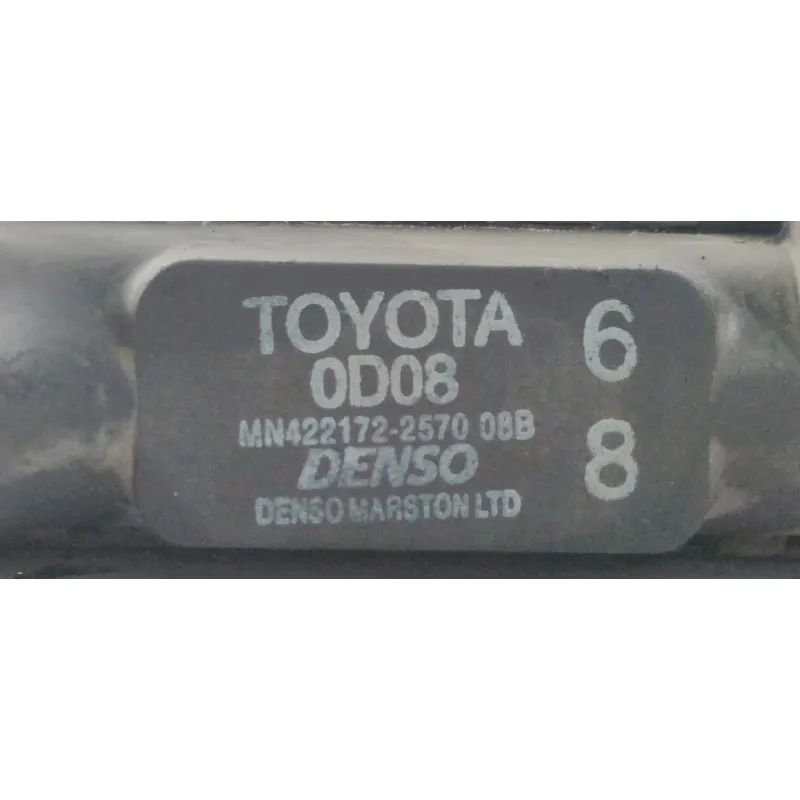 TOYOTA 6
0D08
MN422172-2570 08B 8
DENSO
DENSO MARSTON LTD